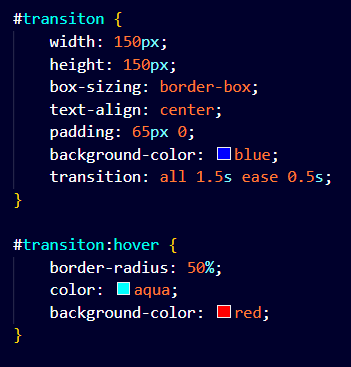 #transiton {
    width: 150px;
    height: 150px;
    box-sizing: border-box;
    text-align: center;
    padding: 65px 0;
    background-color: blue;
    transition: all 1.5s ease 0.5s;
}

#transiton:hover {
    border-radius: 50%;
    color: aqua;
    background-color: red;
}